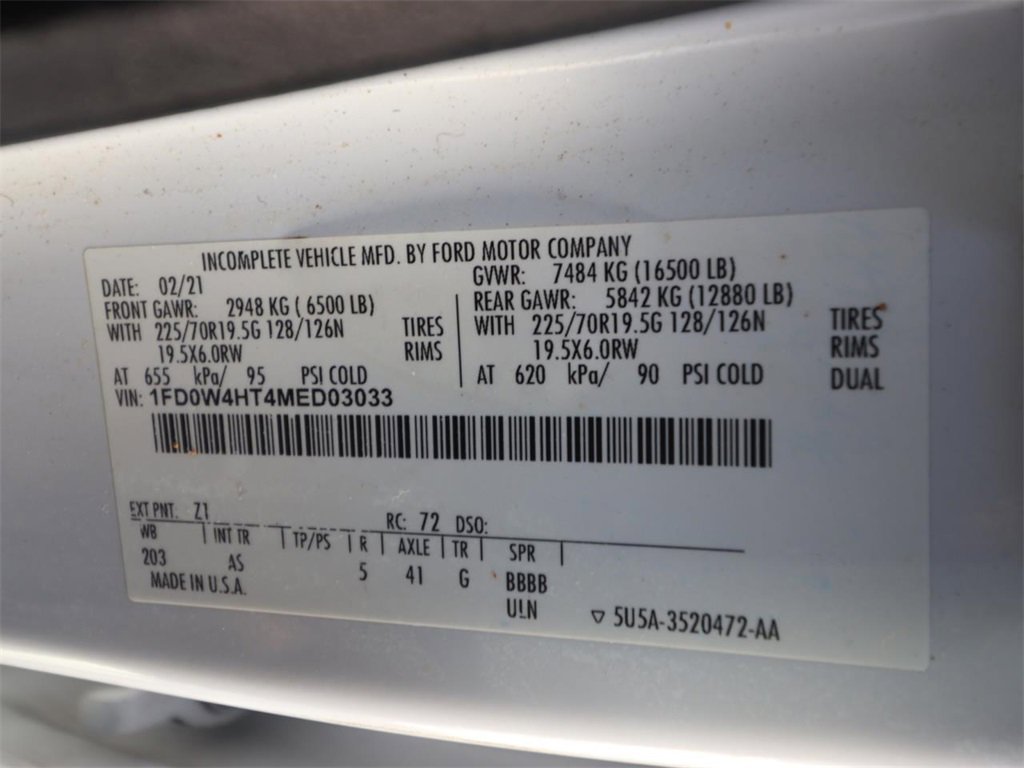 INCOMPLETE VEHICLE MFD. BY FORD MOTOR COMPANY
DATE: 02/21 GVWR: 7484 KG (16500 LB)
FRONT GAWR: 2948 KG ( 6500 LB) REAR GAWR: 5842 KG (12880 LB)
WITH 225/70R19.5G 128/126N TIRES WITH 225/70R19.5G 128/126N TIRES
19.5X6.0RW RIMS 19.5X6.0RW RIMS
AT 655 kPa/ 95 PSI COLD AT 620 kPa/ 90 PSI COLD DUAL
VIN: 1FD0W4HT4MED03033
EXT PNT: Z1 RC: 72 DSO:
WB INT TR TP/PS R AXLE TR SPR
203 AS 5 41 G BBBB
MADE IN U.S.A. U!N ▽ 5U5A-3520472-AA